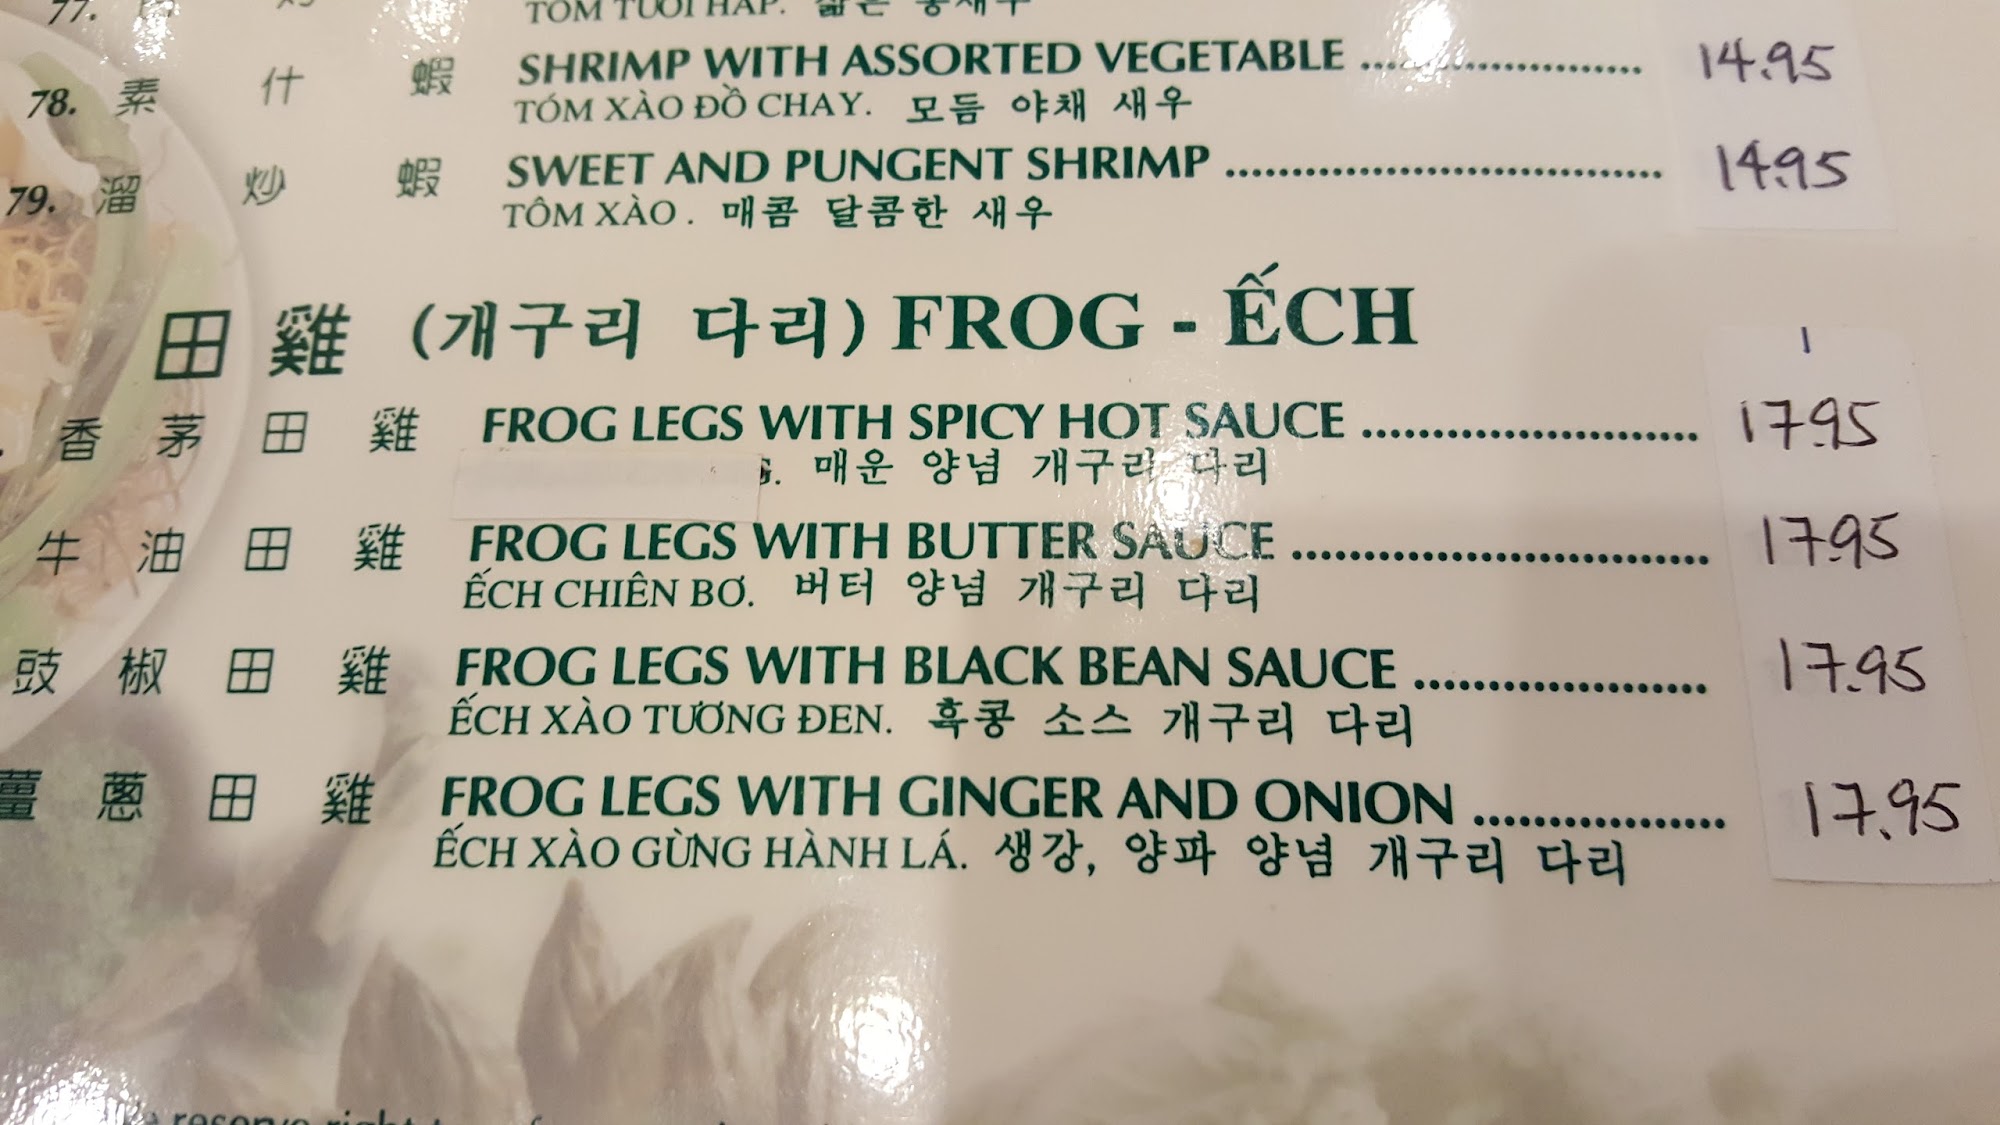 77.
TÔM TƯƠI HẤP.
78. 素 什 蝦 SHRIMP WITH ASSORTED VEGETABLE 14.95
TÓM XÀO ĐỒ CHAY. 모듬 야채 새우
79. 溜 炒 蝦 SWEET AND PUNGENT SHRIMP 14.95
TÔM XÀO. 매콤 달콤한 새우
田 雞 (개구리 다리) FROG - ẾCH
香 茅 田 雞 FROG LEGS WITH SPICY HOT SAUCE 17.95
매운 양념 개구리 다리
牛 油 田 雞 FROG LEGS WITH BUTTER SAUCE 17.95
ẾCH CHIÊN BƠ. 버터 양념 개구리 다리
豉 椒 田 雞 FROG LEGS WITH BLACK BEAN SAUCE 17.95
ẾCH XÀO TƯƠNG ĐEN. 흑콩 소스 개구리 다리
薑 蔥 田 雞 FROG LEGS WITH GINGER AND ONION 17.95
ẾCH XÀO GỪNG HÀNH LÁ. 생강, 양파 양념 개구리 다리
reserve right